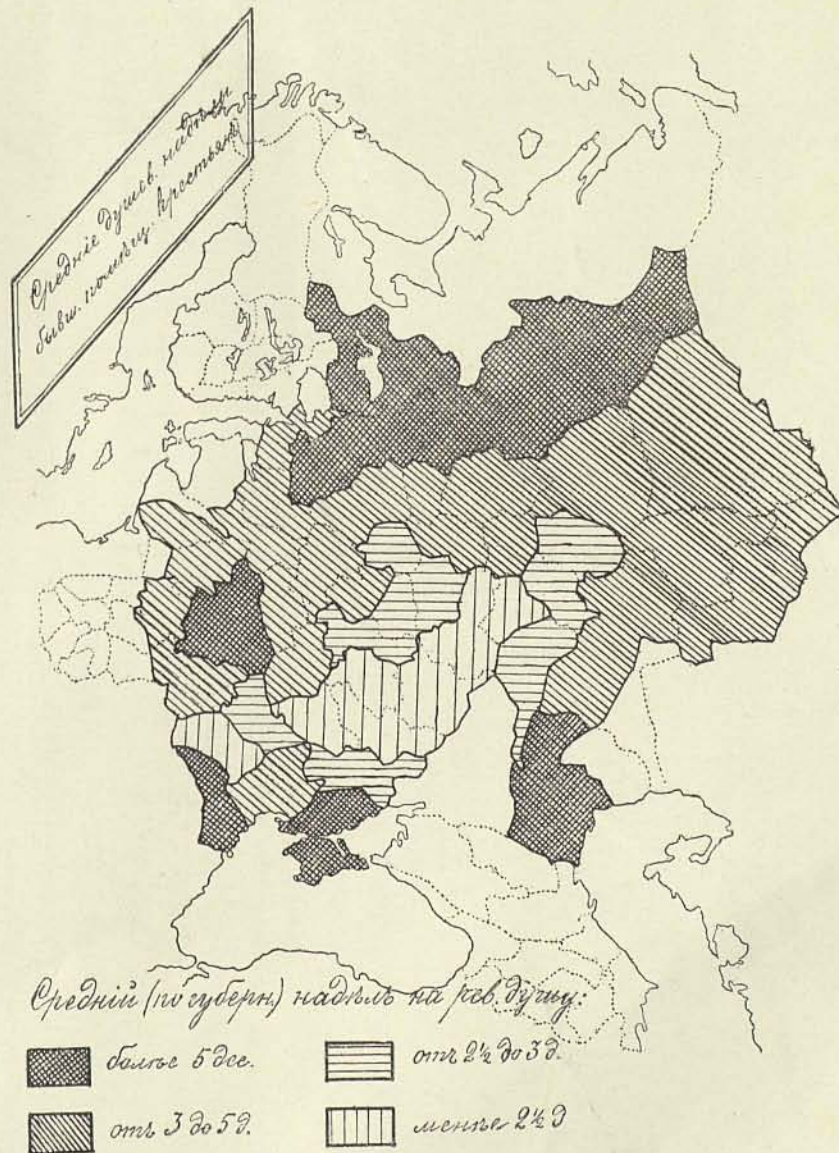 Средніе душев. надѣлы
бывш. помѣщ. крестьянъ
Средній (по губерн.) надѣлъ на рев. душу:
болѣе 5 дес.
отъ 2½ до 3 д.
отъ 3 до 5 д.
менѣе 2½ д